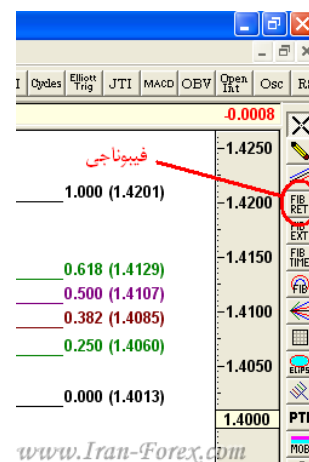 I Cycles Elliott Trig JTI MACD OBV Open Int Osc R
-0.0008
فیبوناچی
1.4250
1.000 (1.4201)
1.4200
FIB RET
FIB EXT
1.4150
FIB TIME
0.618 (1.4129)
0.500 (1.4107)
FIB
0.382 (1.4085)
1.4100
0.250 (1.4060)
1.4050
ELIPS
0.000 (1.4013)
1.4000
PTI
MOB
www.Iran-Forex.com